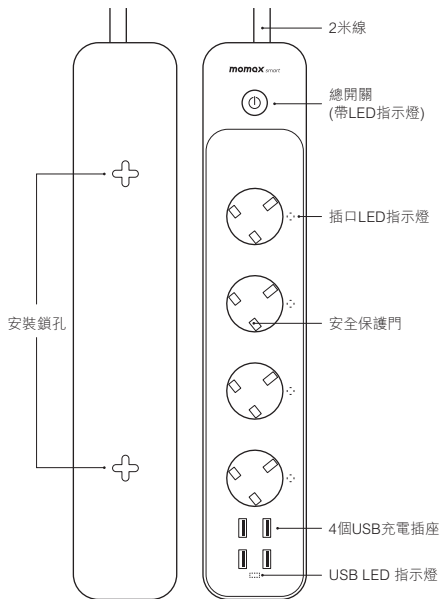 2米線
momax smart
總開關
(帶LED指示燈)
插口LED指示燈
安裝鎖孔
安全保護門
4個USB充電插座
USB LED 指示燈